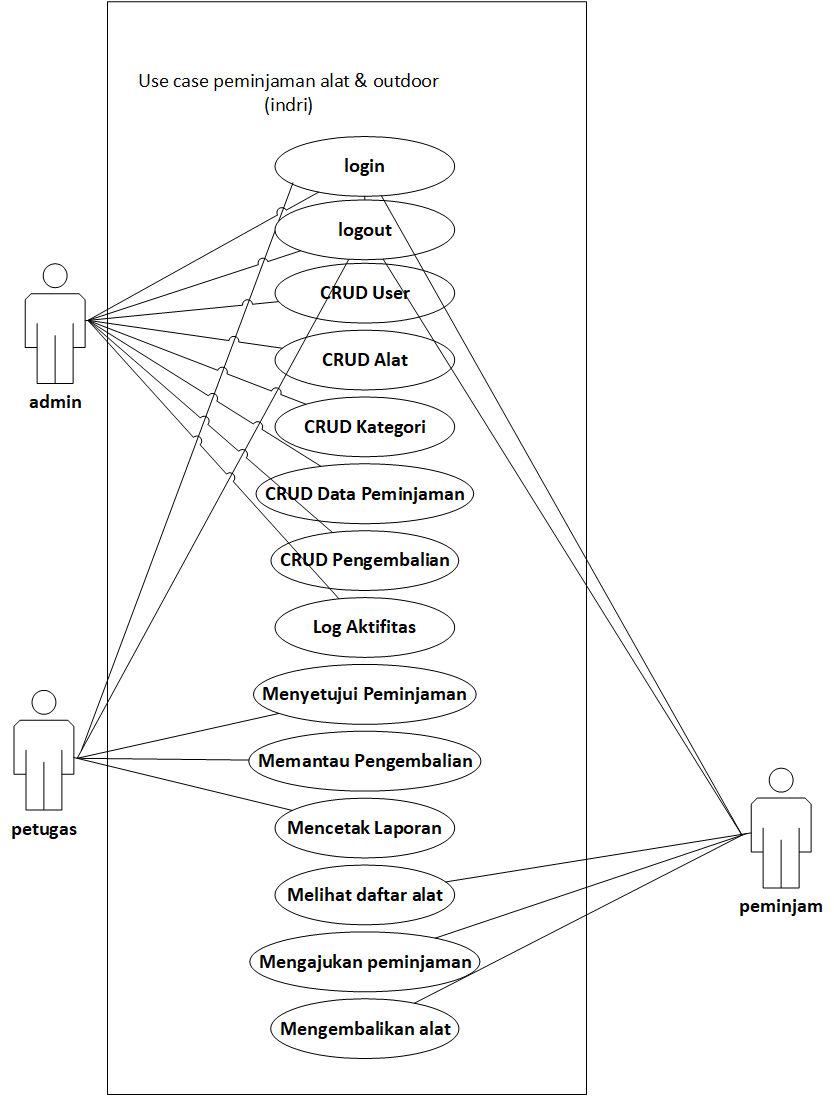 Use case peminjaman alat & outdoor
(indri)
login
logout
CRUD User
CRUD Alat
admin
CRUD Kategori
CRUD Data Peminjaman
CRUD Pengembalian
Log Aktifitas
Menyetujui Peminjaman
Memantau Pengembalian
petugas
Mencetak Laporan
Melihat daftar alat
peminjam
Mengajukan peminjaman
Mengembalikan alat